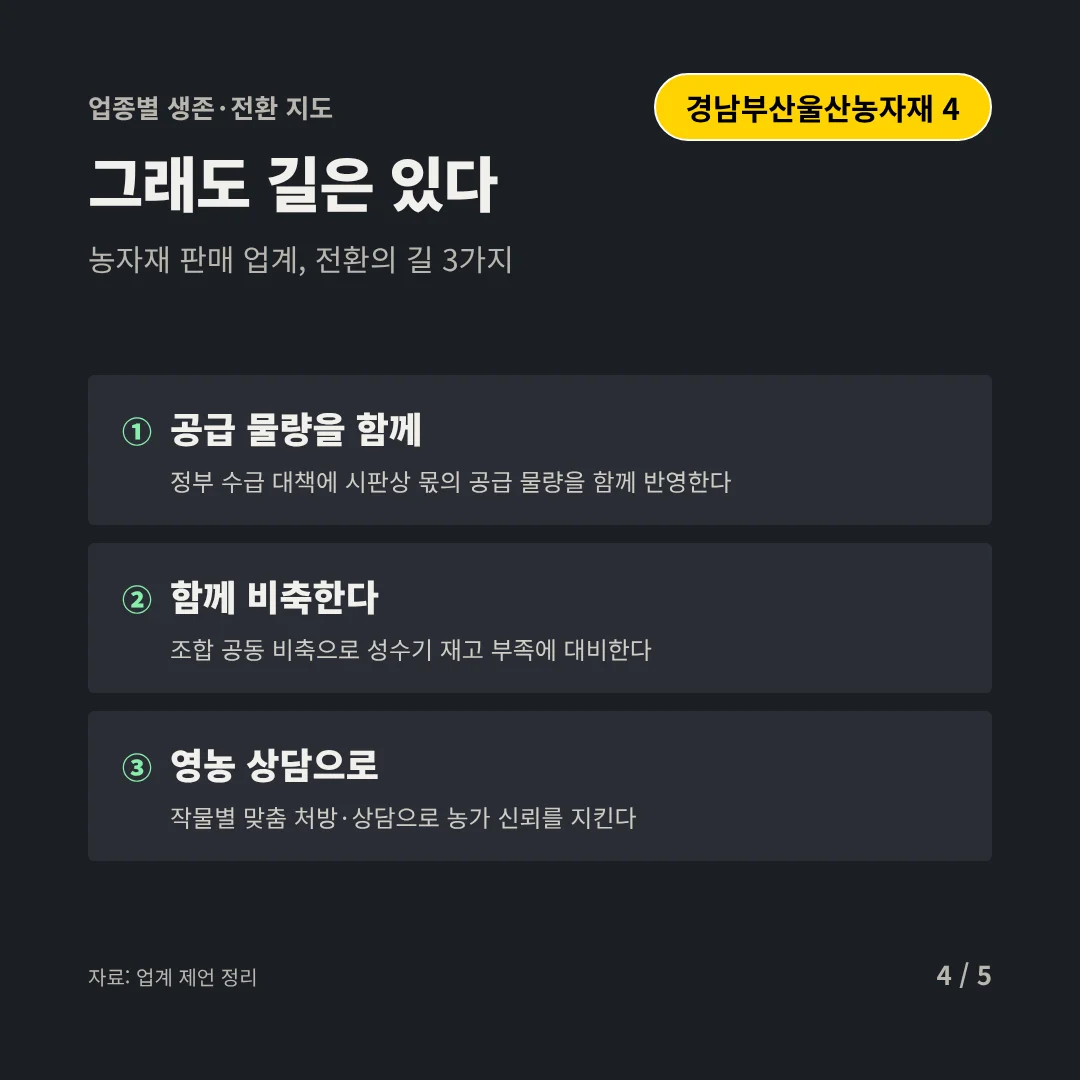 업종별 생존·전환 지도
경남부산울산농자재 4
그래도 길은 있다
농자재 판매 업계, 전환의 길 3가지
① 공급 물량을 함께
정부 수급 대책에 시판상 몫의 공급 물량을 함께 반영한다
② 함께 비축한다
조합 공동 비축으로 성수기 재고 부족에 대비한다
③ 영농 상담으로
작물별 맞춤 처방·상담으로 농가 신뢰를 지킨다
자료: 업계 제언 정리
4 / 5